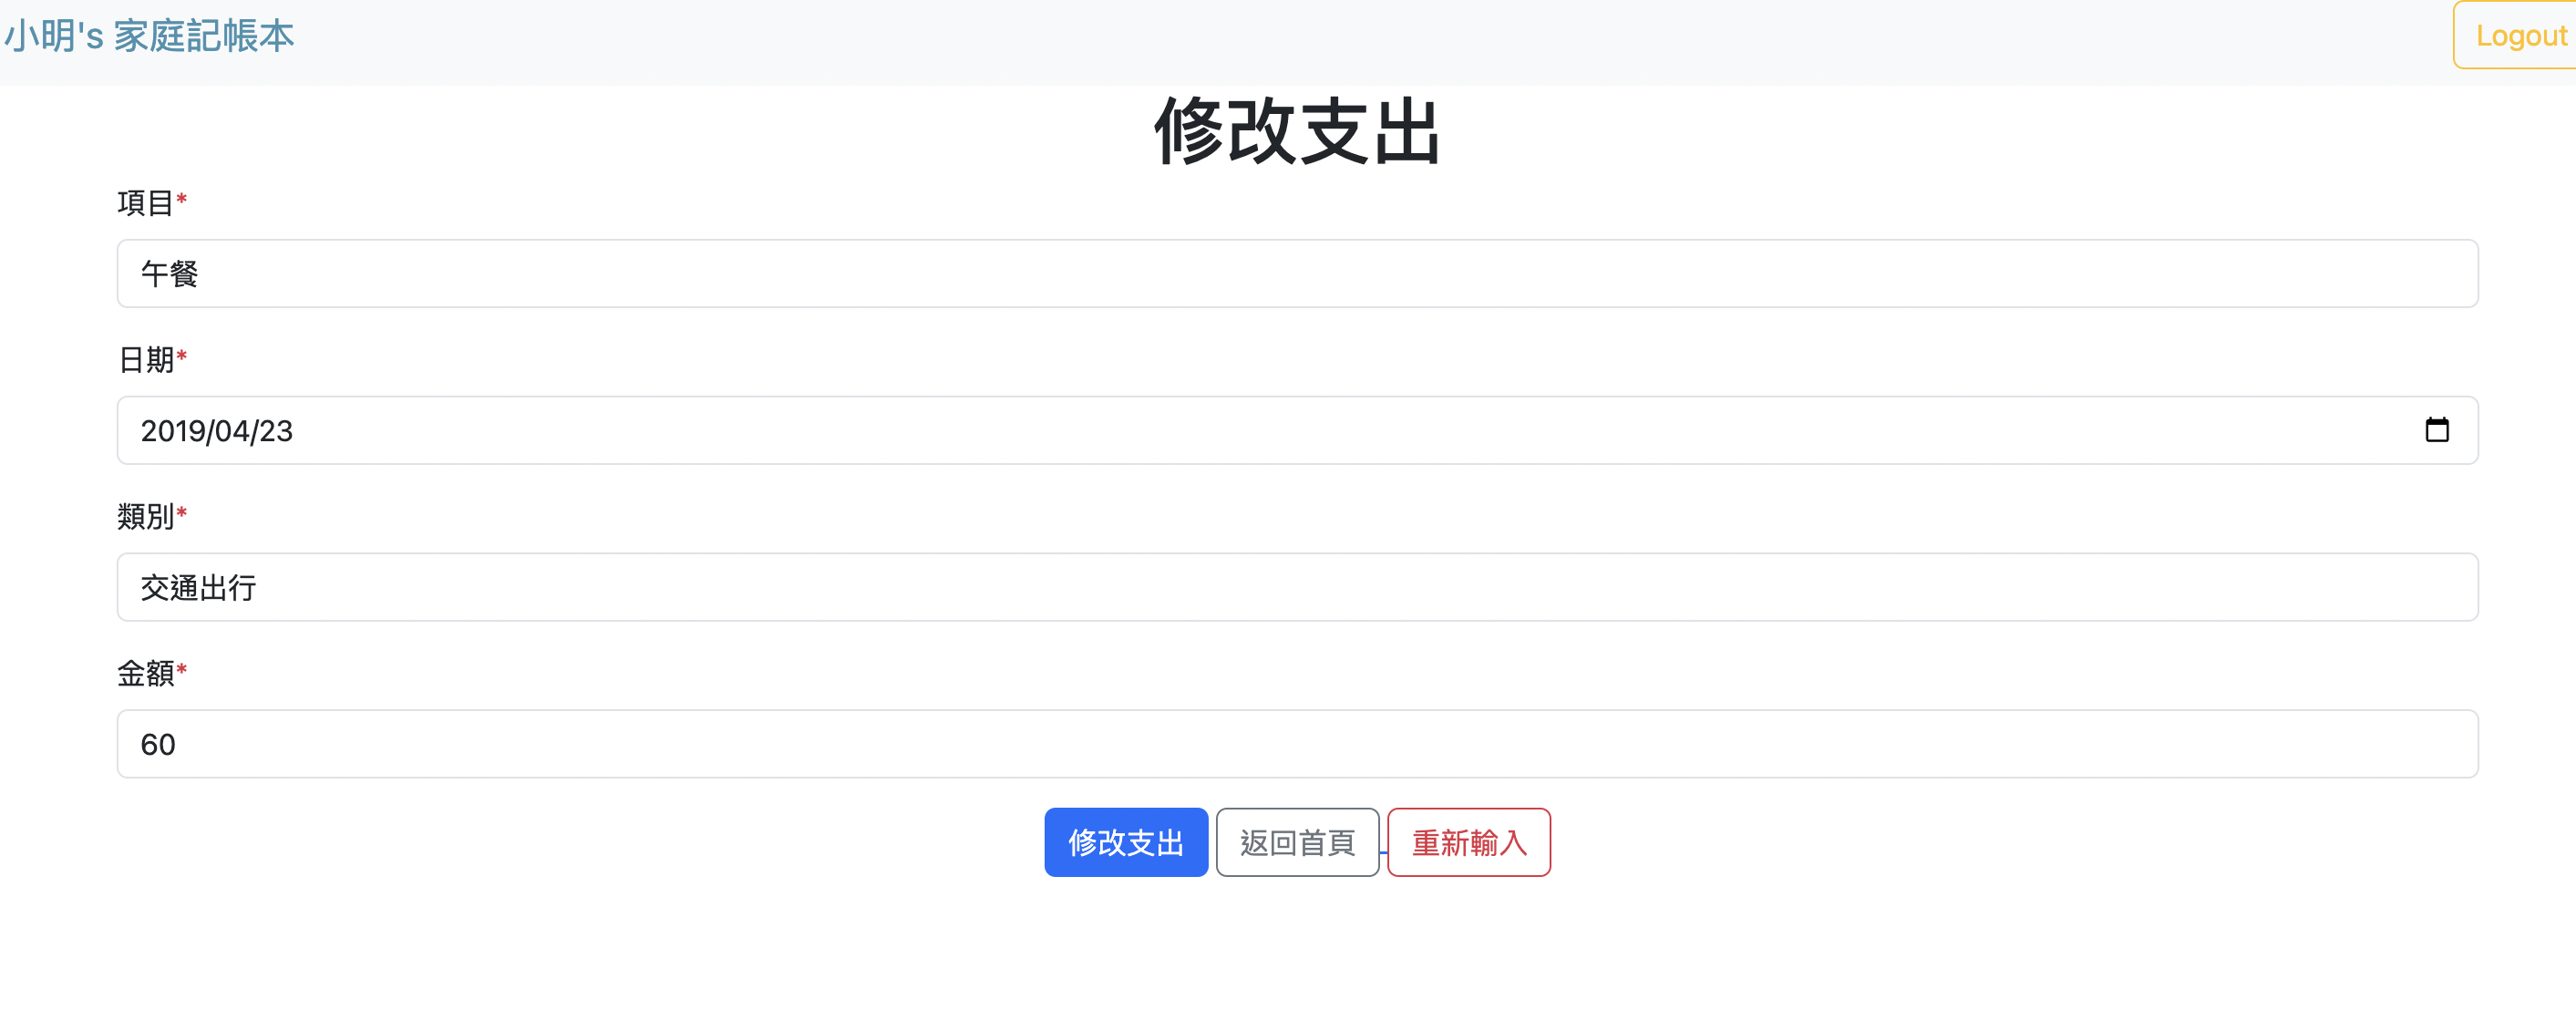 小明's 家庭記帳本
Logout
修改支出
項目*
午餐
日期*
2019/04/23
類別*
交通出行
金額*
60
修改支出 返回首頁 重新輸入